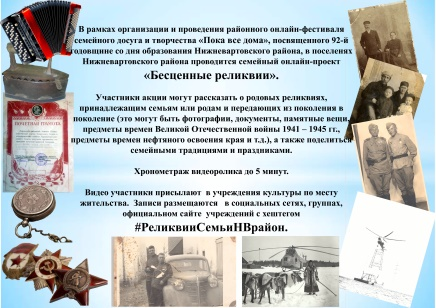 В рамках организации и проведения районного онлайн-фестиваля
семейного досуга и творчества «Пока все дома», посвященного 92-й
годовщине со дня образования Нижневартовского района, в поселениях
Нижневартовского района проводится семейный онлайн-проект
«Бесценные реликвии».
Участники акции могут рассказать о родовых реликвиях,
принадлежащим семьям или родам и передающих из поколения в
поколение (это могут быть фотографии, документы, памятные вещи,
предметы времен Великой Отечественной войны 1941 – 1945 гг.,
предметы времен нефтяного освоения края и т.д.), а также поделиться
семейными традициями и праздниками.
Хронометраж видеоролика до 5 минут.
Видео участники присылают в учреждения культуры по месту
жительства. Записи размещаются в социальных сетях, группах,
официальном сайте учреждений с хештегом
#РеликвииСемьиНВрайон.
ПОЧЕТНАЯ ГРАМОТА